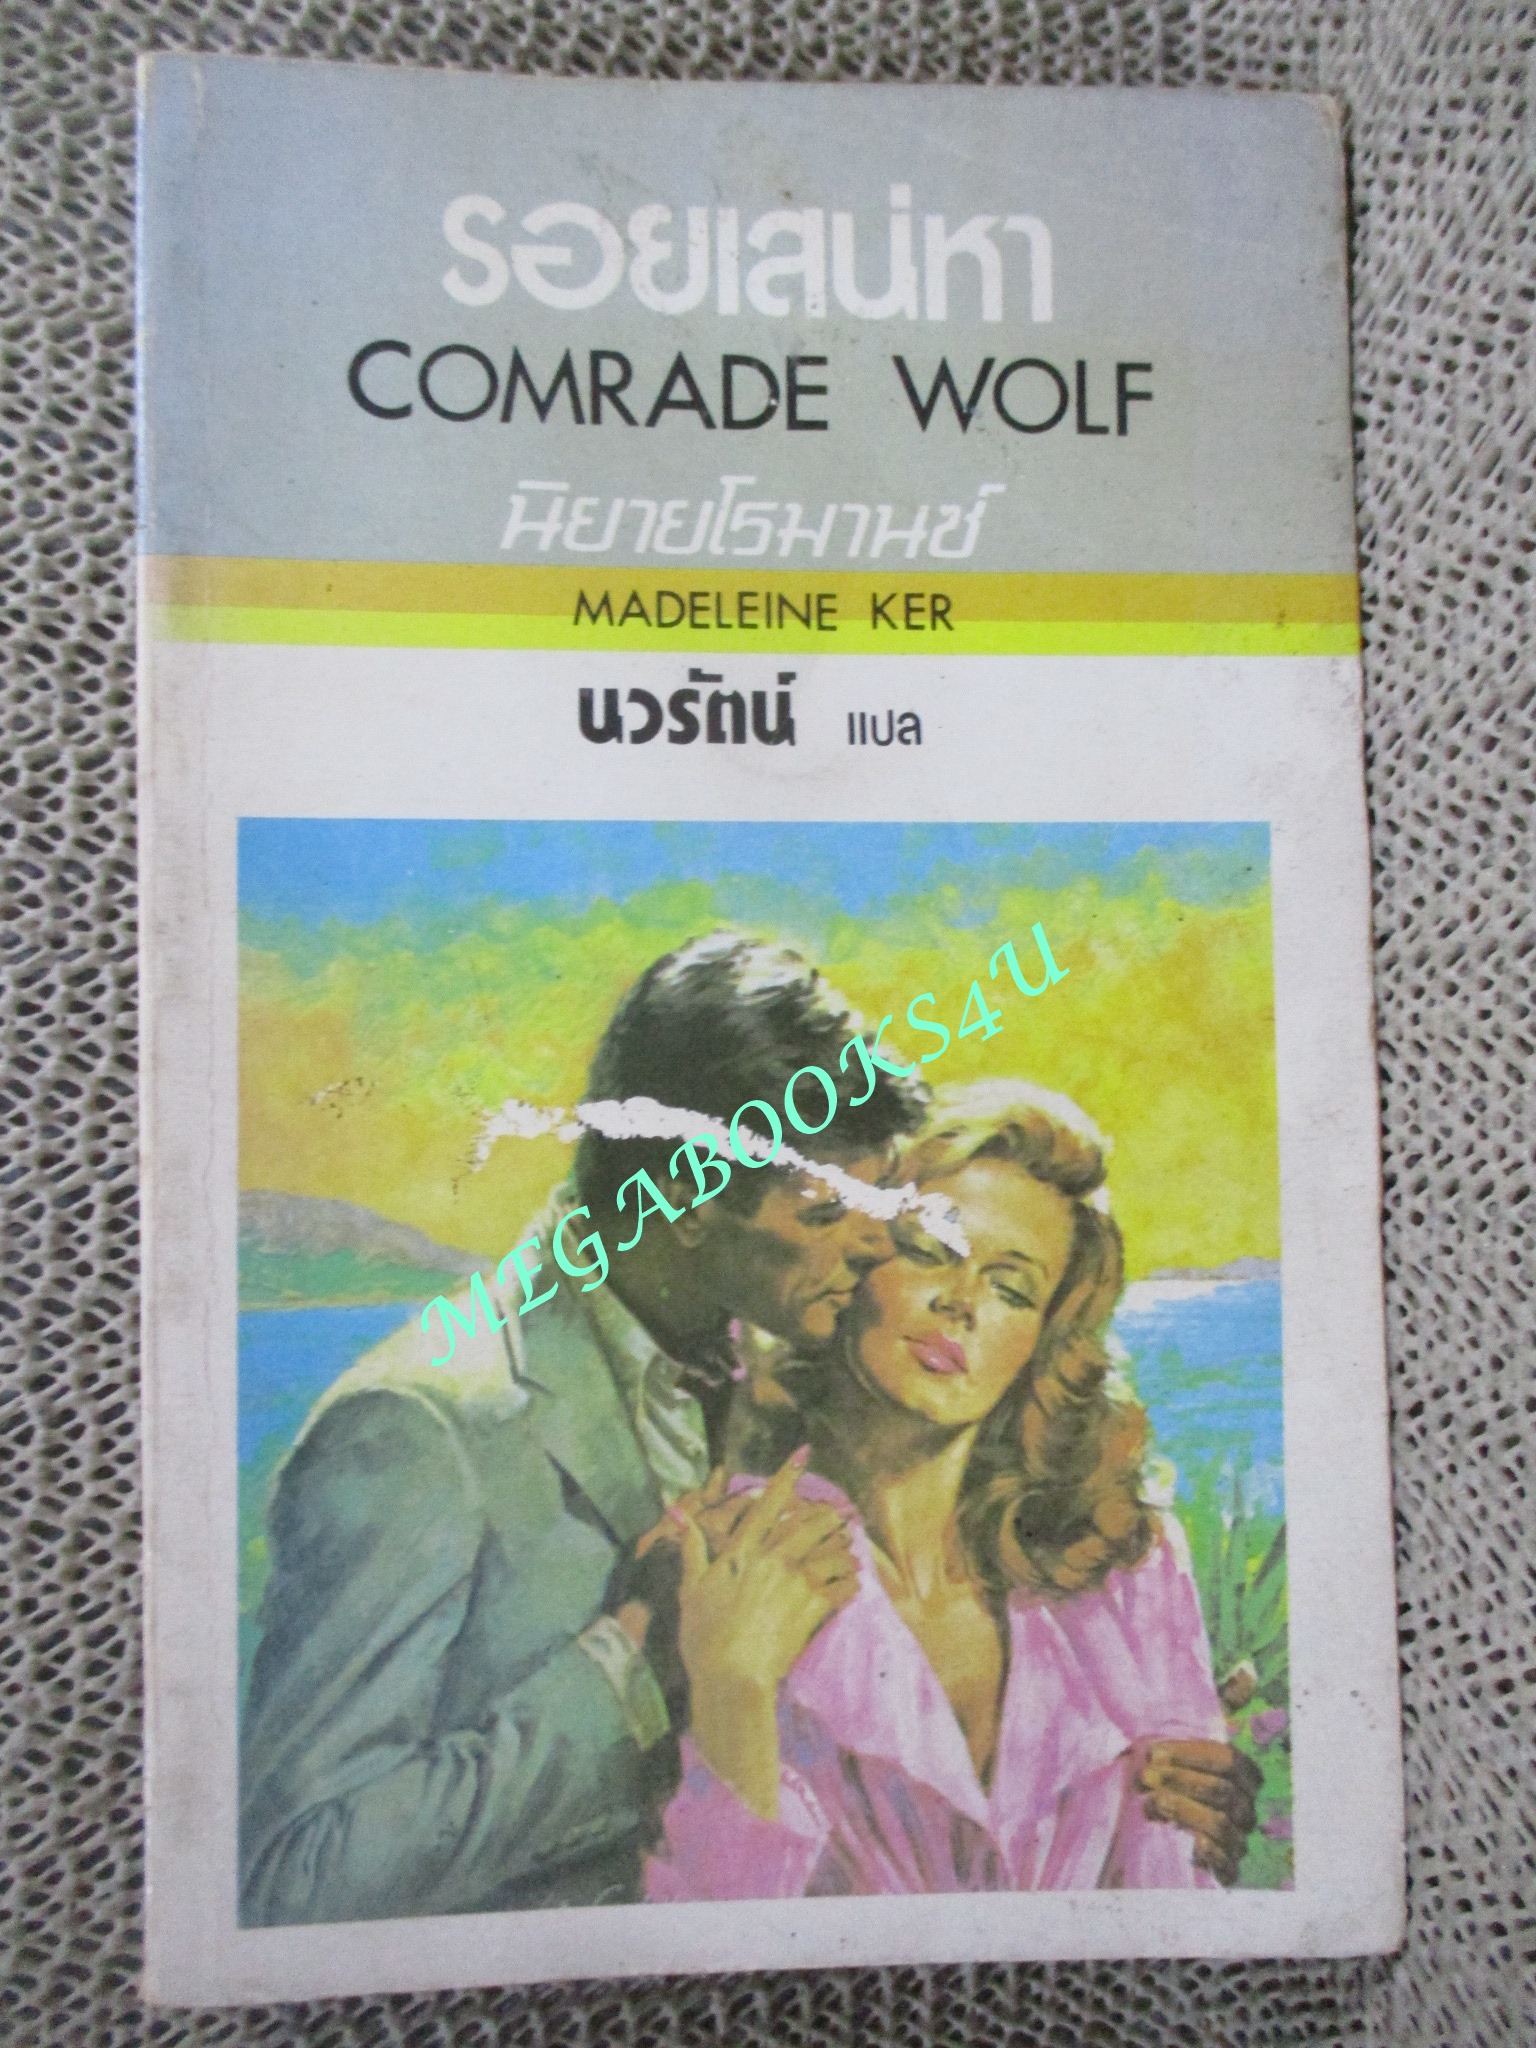 รอยเสน่หา
COMRADE WOLF
นิยายโรมานซ์
MADELEINE KER
นวรัตน์ แปล
MEGABOOKS4U